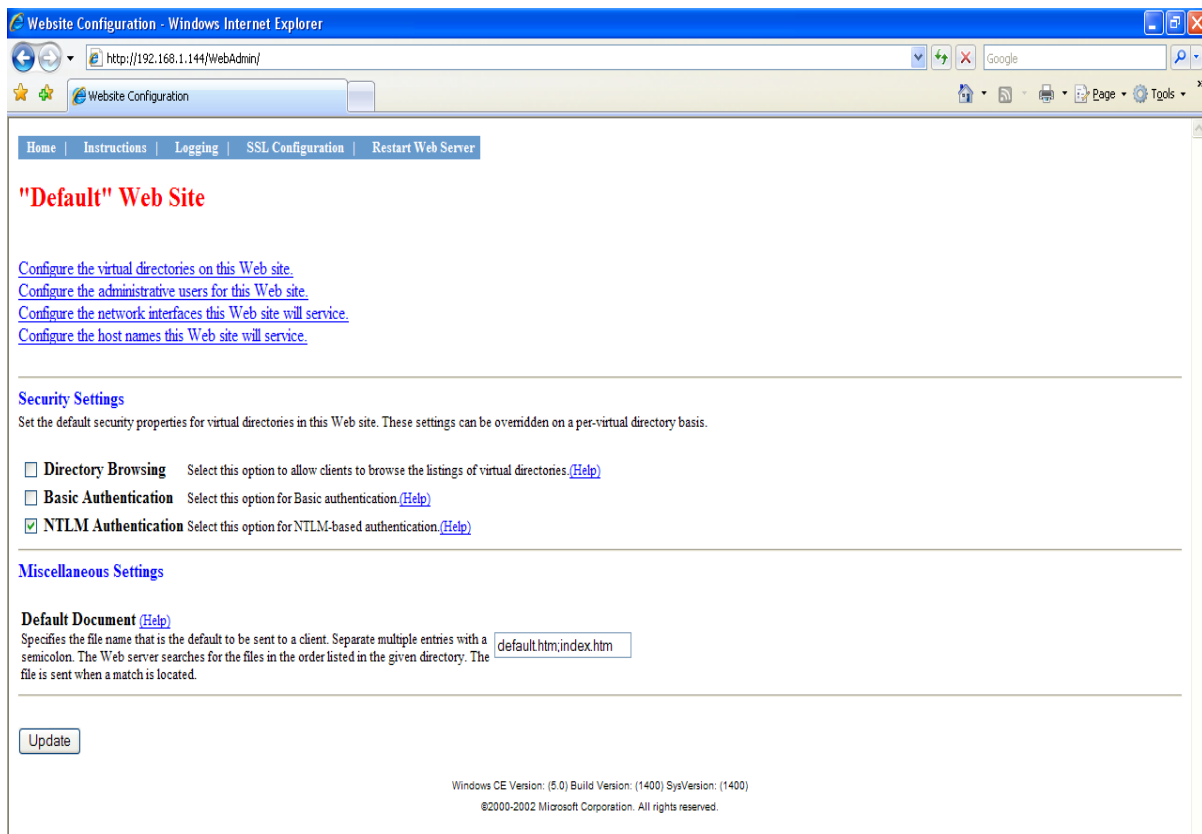 Website Configuration - Windows Internet Explorer
http://192.168.1.144/WebAdmin/
Google
Website Configuration
Page
Tools
Home | Instructions | Logging | SSL Configuration | Restart Web Server
"Default" Web Site
Configure the virtual directories on this Web site.
Configure the administrative users for this Web site.
Configure the network interfaces this Web site will service.
Configure the host names this Web site will service.
Security Settings
Set the default security properties for virtual directories in this Web site. These settings can be overridden on a per-virtual directory basis.
Directory Browsing Select this option to allow clients to browse the listings of virtual directories.(Help)
Basic Authentication Select this option for Basic authentication.(Help)
NTLM Authentication Select this option for NTLM-based authentication.(Help)
Miscellaneous Settings
Default Document (Help)
Specifies the file name that is the default to be sent to a client. Separate multiple entries with a
semicolon. The Web server searches for the files in the order listed in the given directory. The
file is sent when a match is located.
default.htm;index.htm
Update
Windows CE Version: (5.0) Build Version: (1400) SysVersion: (1400)
©2000-2002 Microsoft Corporation. All rights reserved.